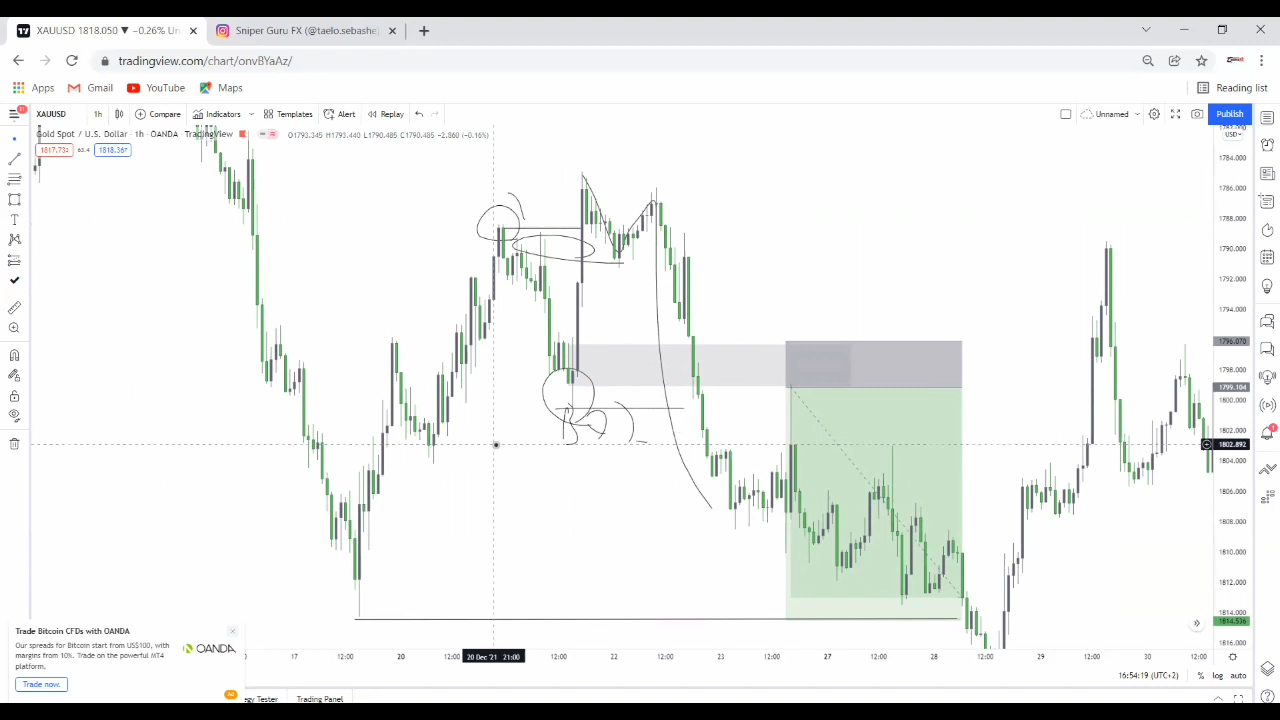 XAUUSD 1818.050 ▼ −0.26% Un
Sniper Guru FX (@taelo.sebashe
tradingview.com/chart/onvBYaAz/
Apps Gmail YouTube Maps Reading list
XAUUSD 1h Compare Indicators Templates Alert Replay Unnamed Publish
Gold Spot / U.S. Dollar · 1h · OANDA TradingView O1793.345 H1793.440 L1790.485 C1790.485 −2.860 (−0.16%)
USD
1817.732 63.4 1818.367
1784.000
1786.000
1788.000
1790.000
1792.000
1794.000
1796.070
1798.000
1799.104
1800.000
1802.000
1802.892
1804.000
1806.000
1808.000
1810.000
1812.000
1814.000
1814.536
1816.000
Trade Bitcoin CFDs with OANDA
Our spreads for Bitcoin start from US$100, with
margins from 10%. Trade on the powerful MT4
platform.
OANDA
Trade now.
17 12:00 20 12:00 20 Dec '21 21:00 12:00 22 12:00 23 12:00 27 12:00 28 12:00 29 12:00 30 12:00
16:54:19 (UTC+2) % log auto
gy Tester Trading Panel